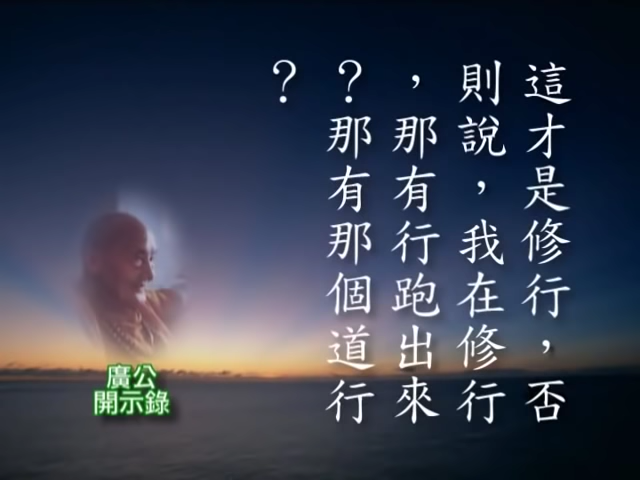 這才是修行，否
則說，我在修行
，那有行跑出來
？那有那個道行
？
廣公
開示錄